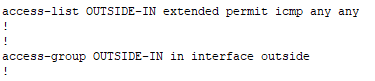 access-list OUTSIDE-IN extended permit icmp any any
!
!
access-group OUTSIDE-IN in interface outside
!